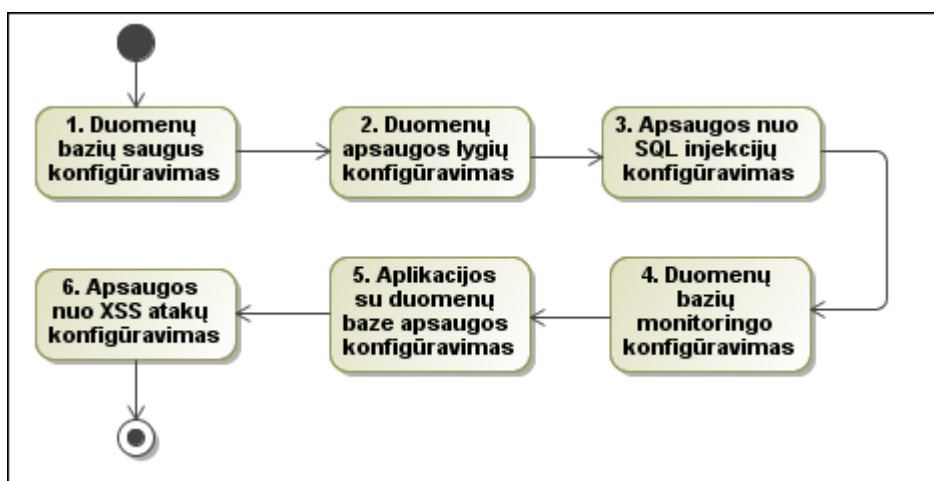 1. Duomenų
bazių saugus
konfigūravimas
2. Duomenų
apsaugos lygių
konfigūravimas
3. Apsaugos nuo
SQL injekcijų
konfigūravimas
4. Duomenų
bazių
monitoringo
konfigūravimas
5. Aplikacijos
su duomenų
baze apsaugos
konfigūravimas
6. Apsaugos
nuo XSS atakų
konfigūravimas